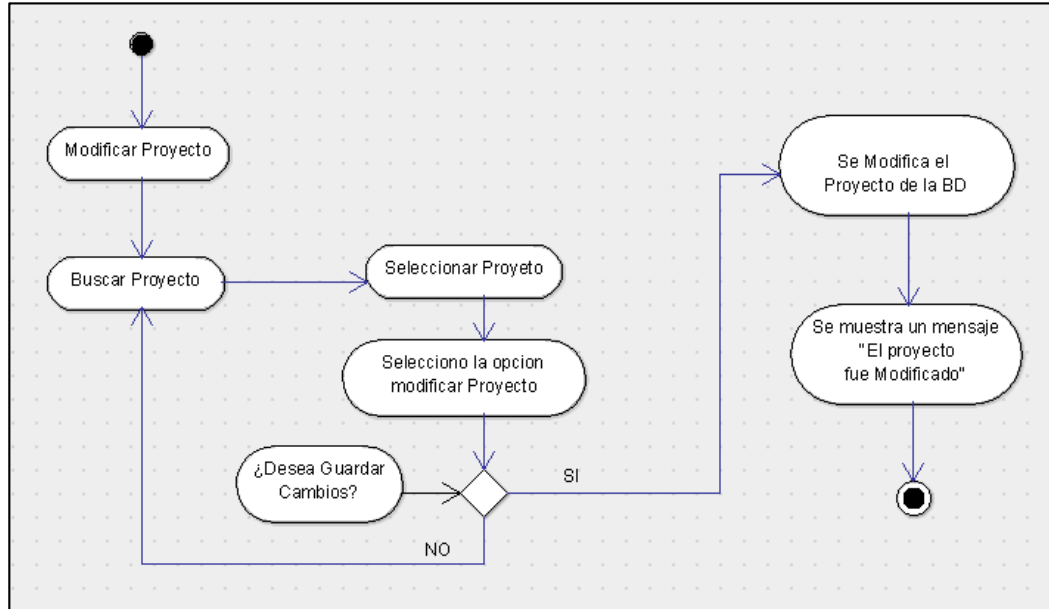 Modificar Proyecto
Buscar Proyecto
Seleccionar Proyeto
Selecciono la opcion
modificar Proyecto
¿Desea Guardar
Cambios?
SI
NO
Se Modifica el
Proyecto de la BD
Se muestra un mensaje
"El proyecto
fue Modificado"